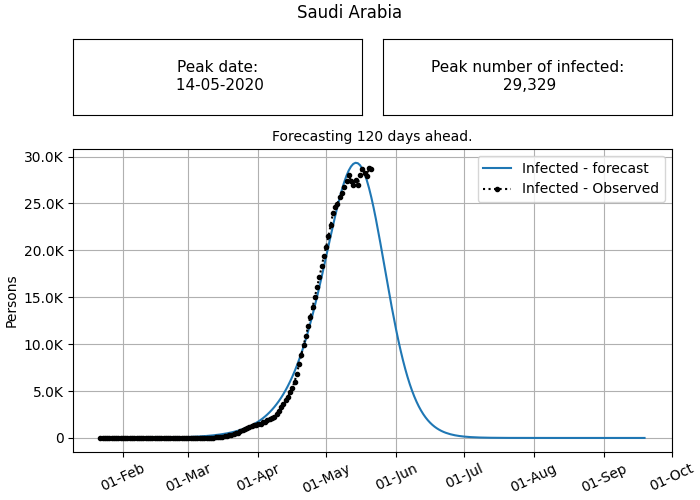 Saudi Arabia
Peak date:
14-05-2020
Peak number of infected:
29,329
Forecasting 120 days ahead.
Infected - forecast
Infected - Observed
Persons
30.0K
25.0K
20.0K
15.0K
10.0K
5.0K
0
01-Feb
01-Mar
01-Apr
01-May
01-Jun
01-Jul
01-Aug
01-Sep
01-Oct